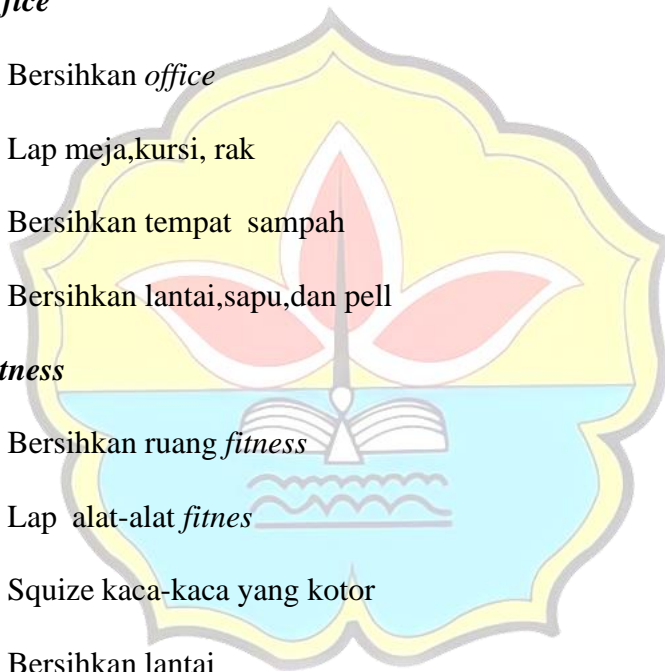 fice
Bersihkan office
Lap meja,kursi, rak
Bersihkan tempat sampah
Bersihkan lantai,sapu,dan pell
tness
Bersihkan ruang fitness
Lap alat-alat fitnes
Squize kaca-kaca yang kotor
Bersihkan lantai